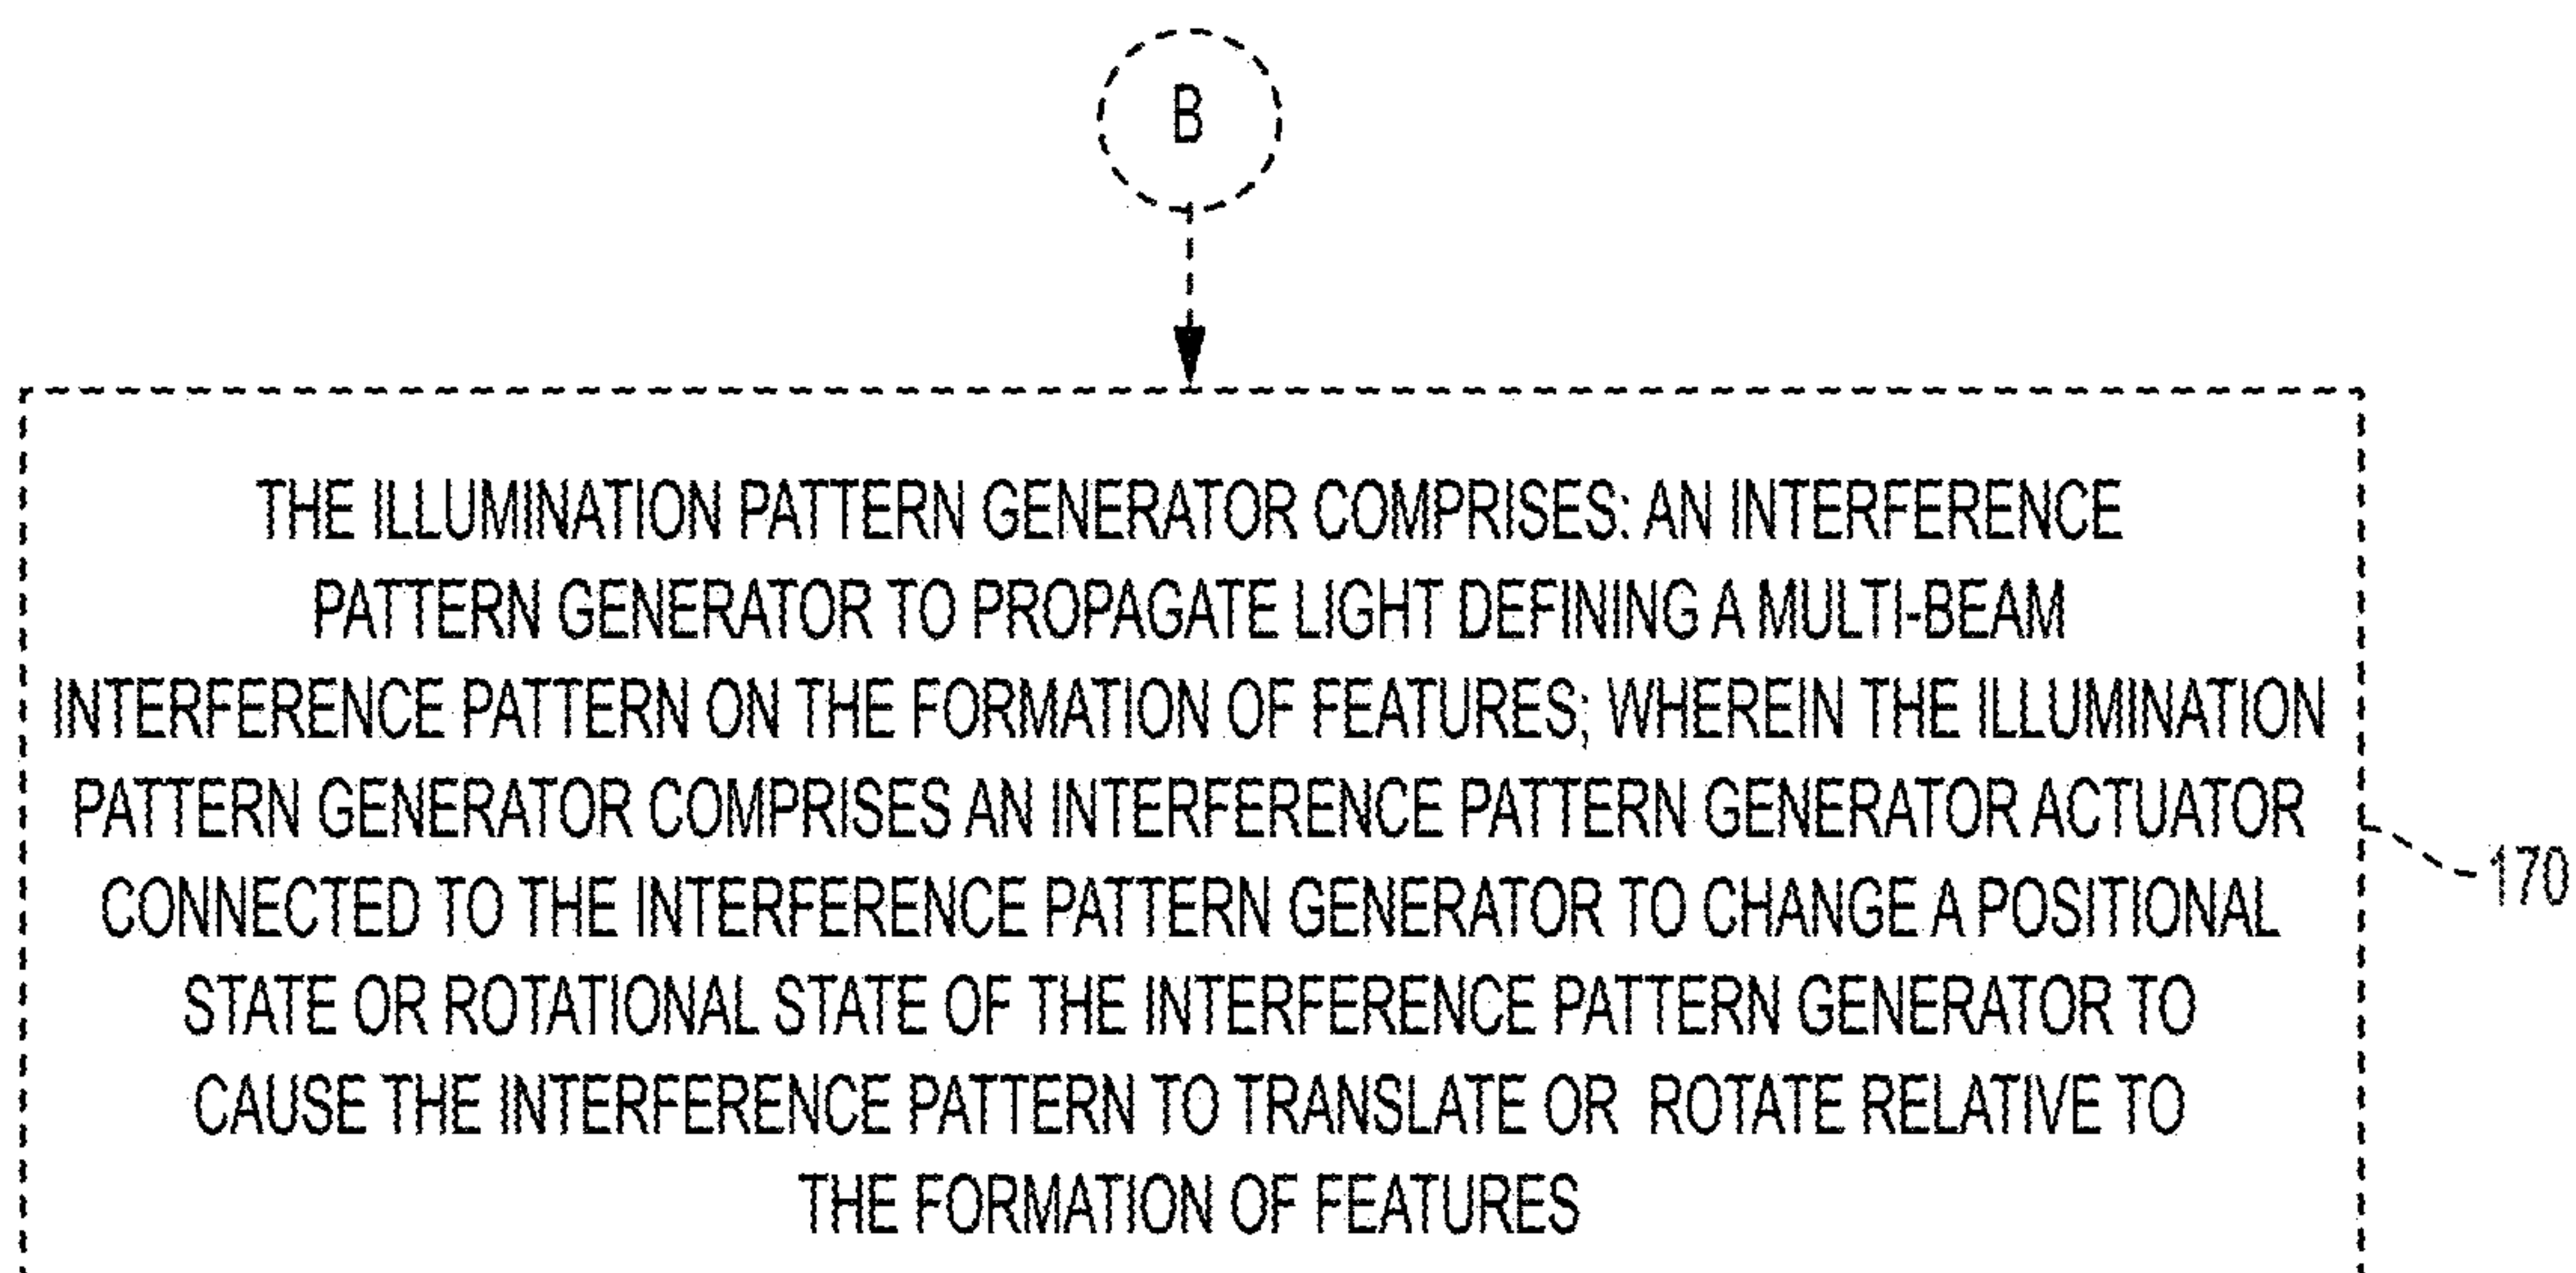 B
THE ILLUMINATION PATTERN GENERATOR COMPRISES: AN INTERFERENCE
PATTERN GENERATOR TO PROPAGATE LIGHT DEFINING A MULTI-BEAM
INTERFERENCE PATTERN ON THE FORMATION OF FEATURES; WHEREIN THE ILLUMINATION
PATTERN GENERATOR COMPRISES AN INTERFERENCE PATTERN GENERATOR ACTUATOR
CONNECTED TO THE INTERFERENCE PATTERN GENERATOR TO CHANGE A POSITIONAL
STATE OR ROTATIONAL STATE OF THE INTERFERENCE PATTERN GENERATOR TO
CAUSE THE INTERFERENCE PATTERN TO TRANSLATE OR ROTATE RELATIVE TO
THE FORMATION OF FEATURES
170